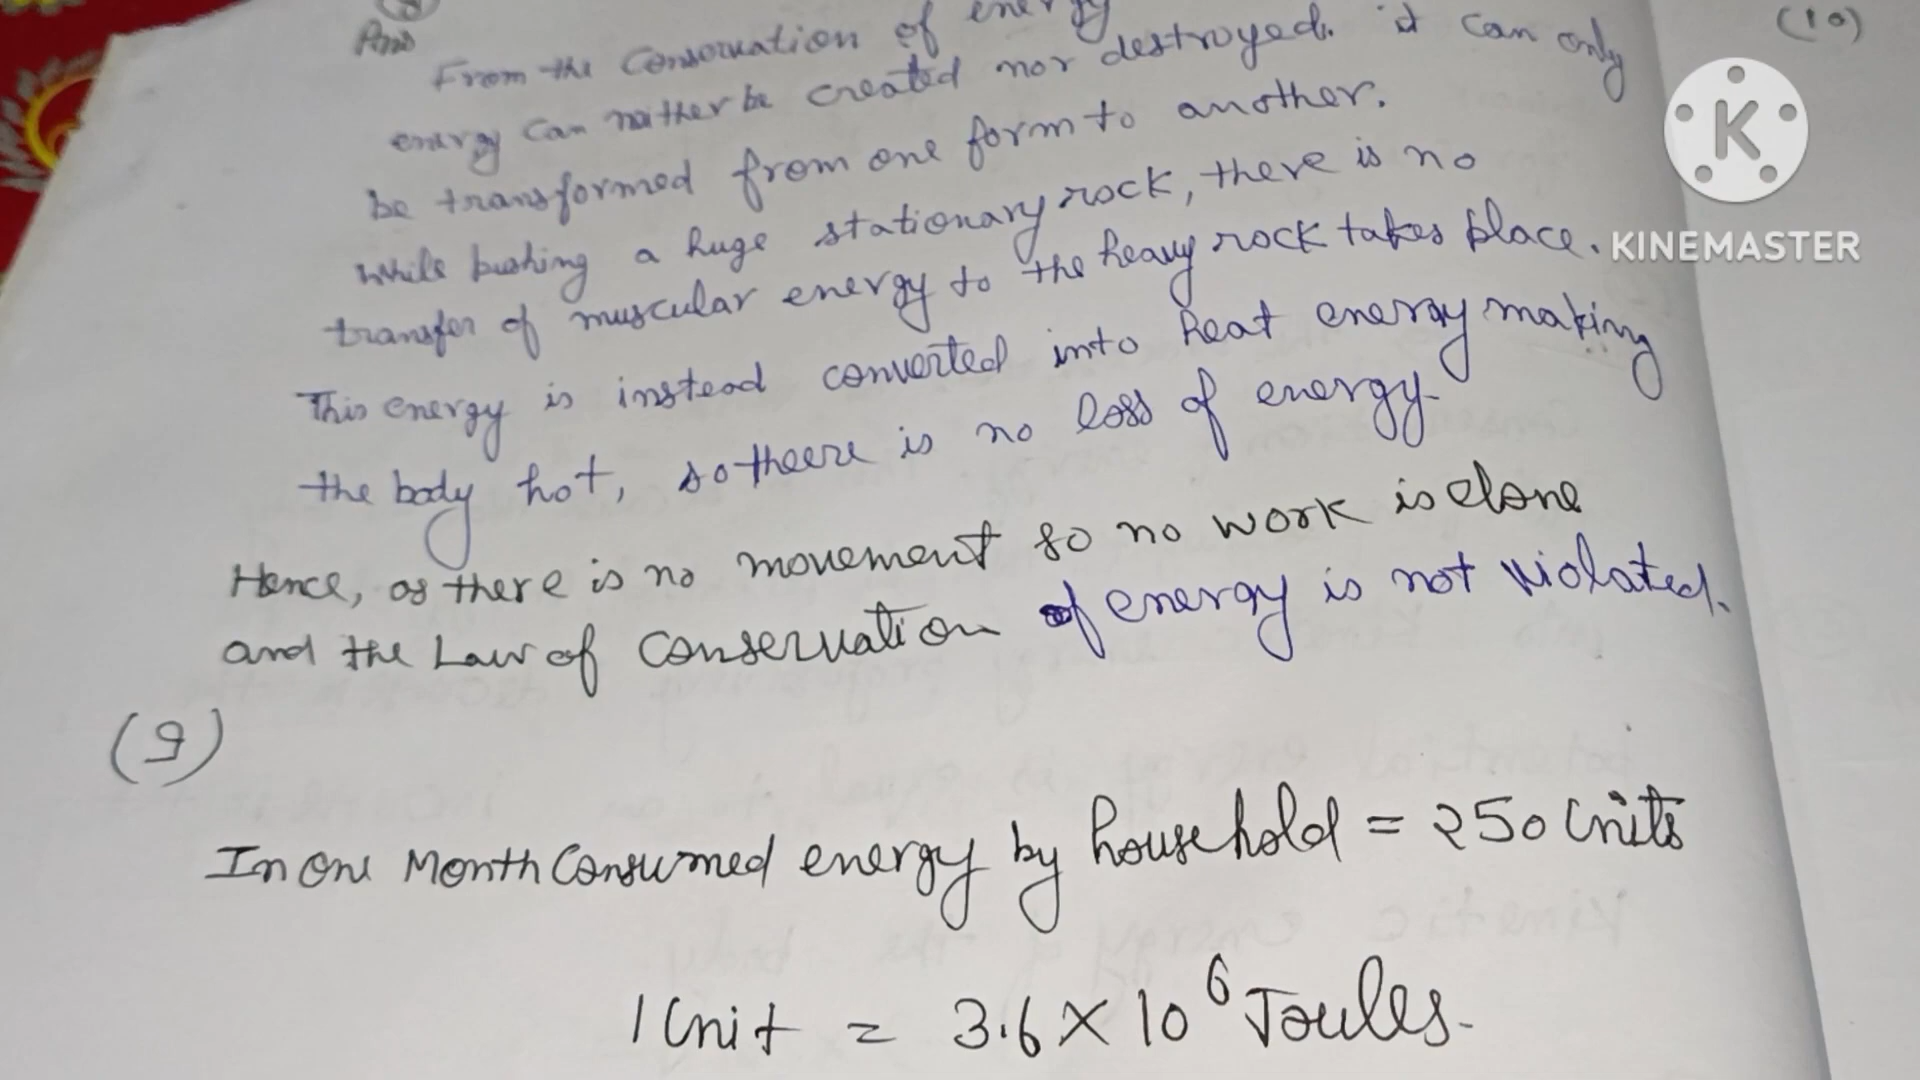 Ans
(10)
From the Conservation of energy
energy can neither be created nor destroyed. it can only
be transformed from one form to another.
while pushing a huge stationary rock, there is no
transfer of muscular energy to the heavy rock takes place.
This energy is instead converted into heat energy making
the body hot, so theere is no loss of energy.
Hence, as there is no movement so no work is done
and the Law of Conservation of energy is not violated.
(9)
In one Month Consumed energy by household = 250 Units
1 Unit = 3.6 × 10⁶ Joules.
K
KINEMASTER